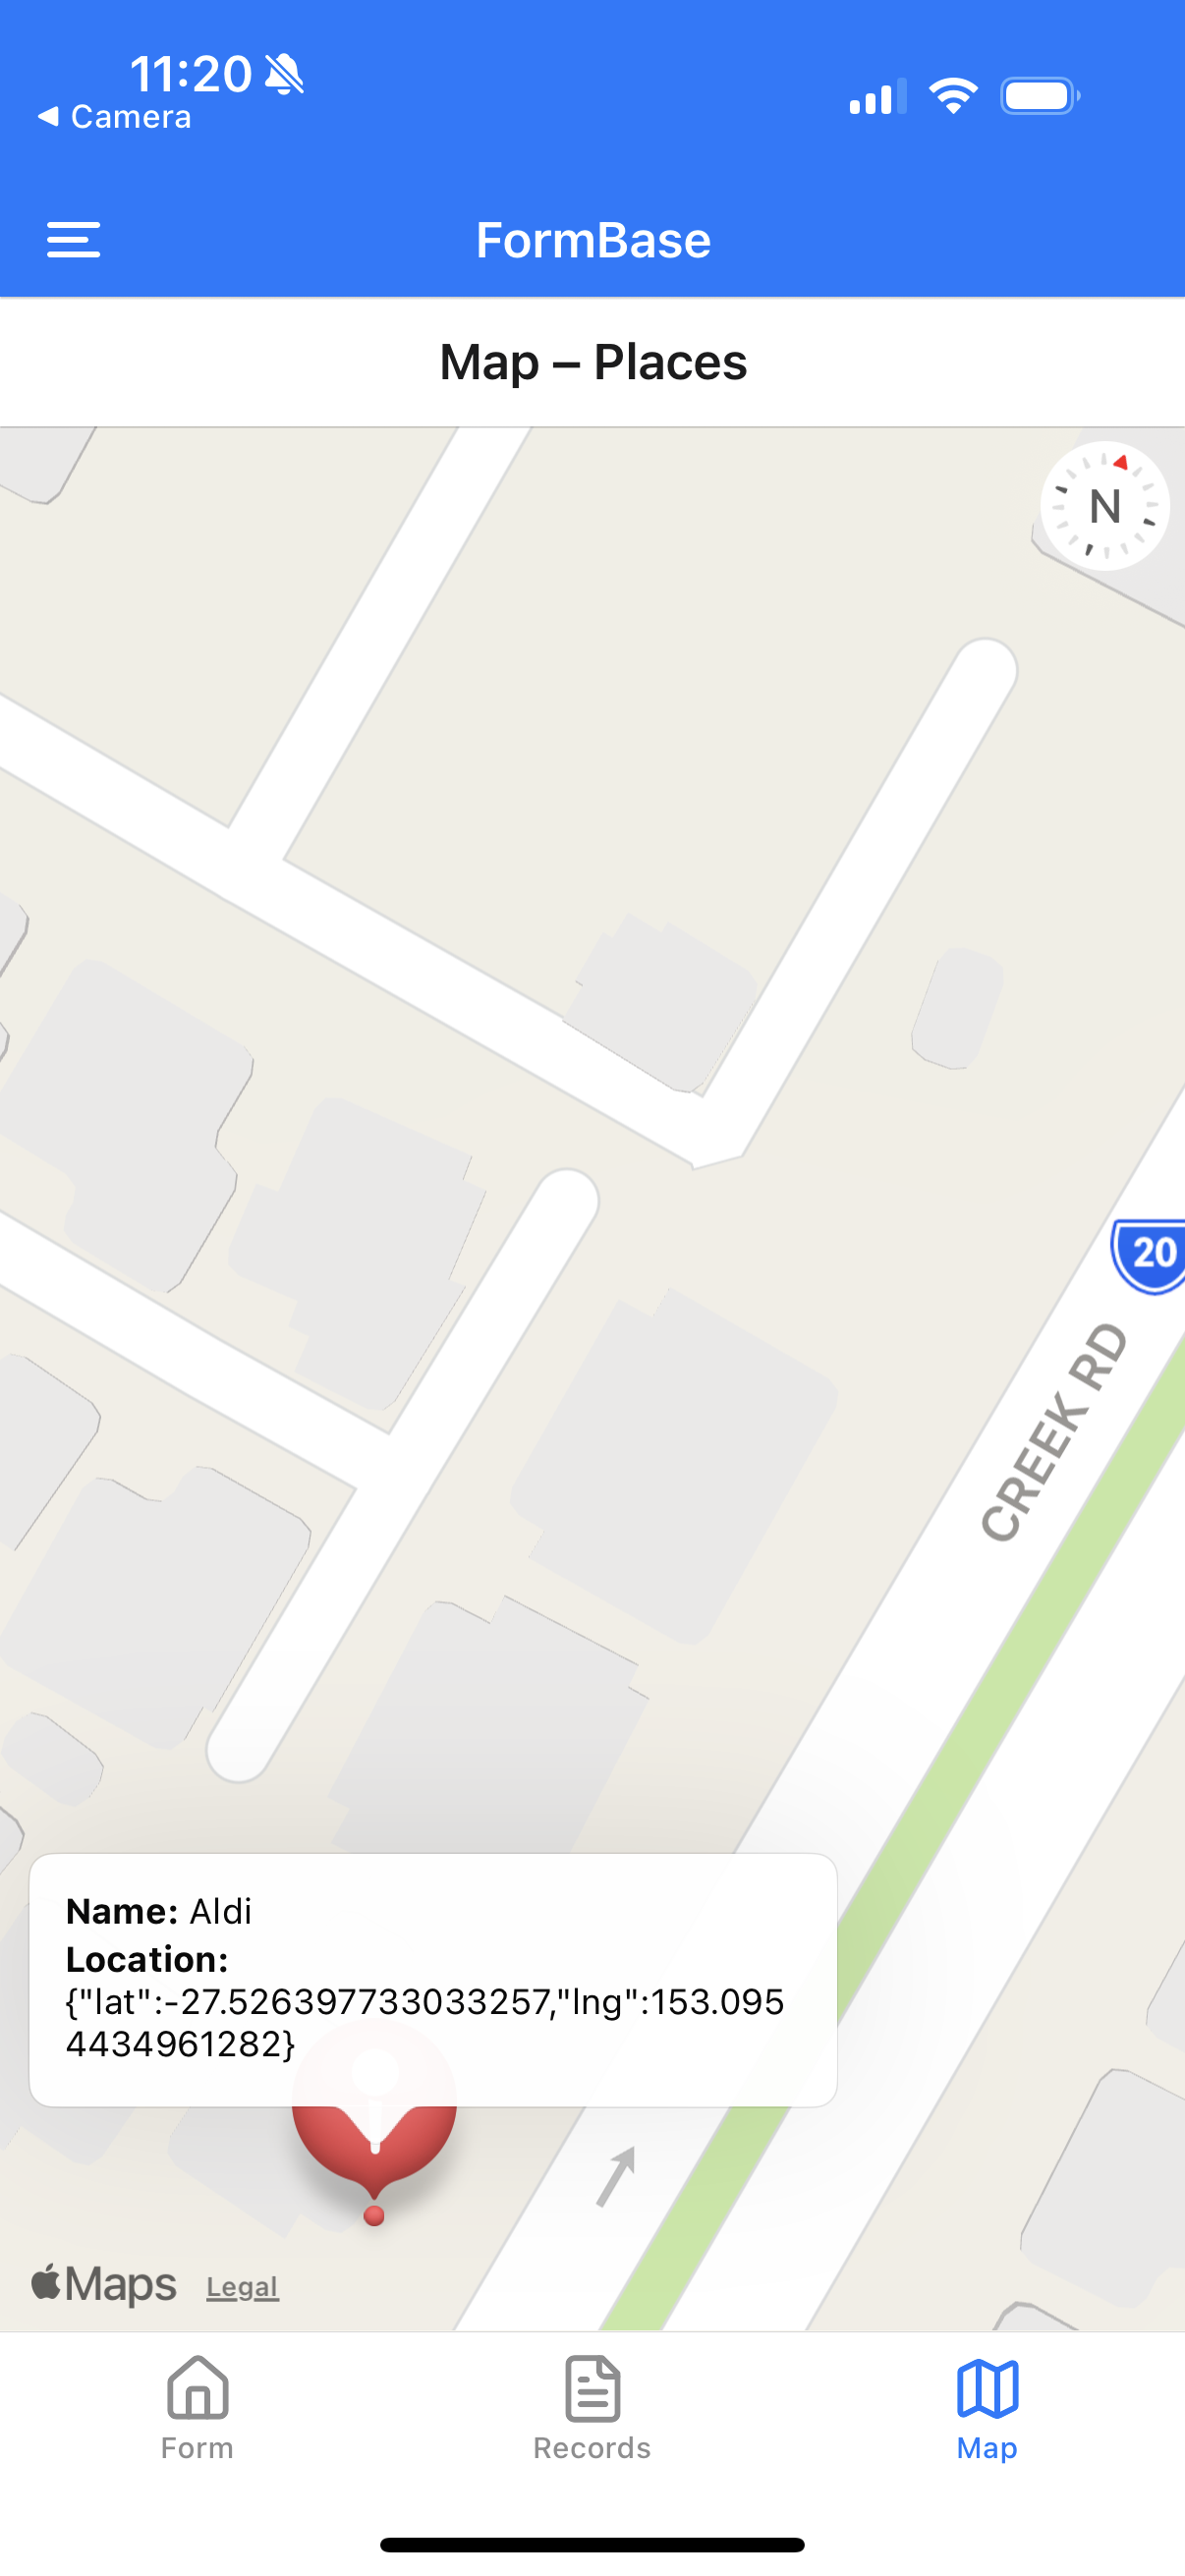 11:20
◀ Camera
FormBase
Map – Places
N
20
CREEK RD
Name: Aldi
Location:
{"lat":-27.526397733033257,"lng":153.095
4434961282}
Maps Legal
Form Records Map